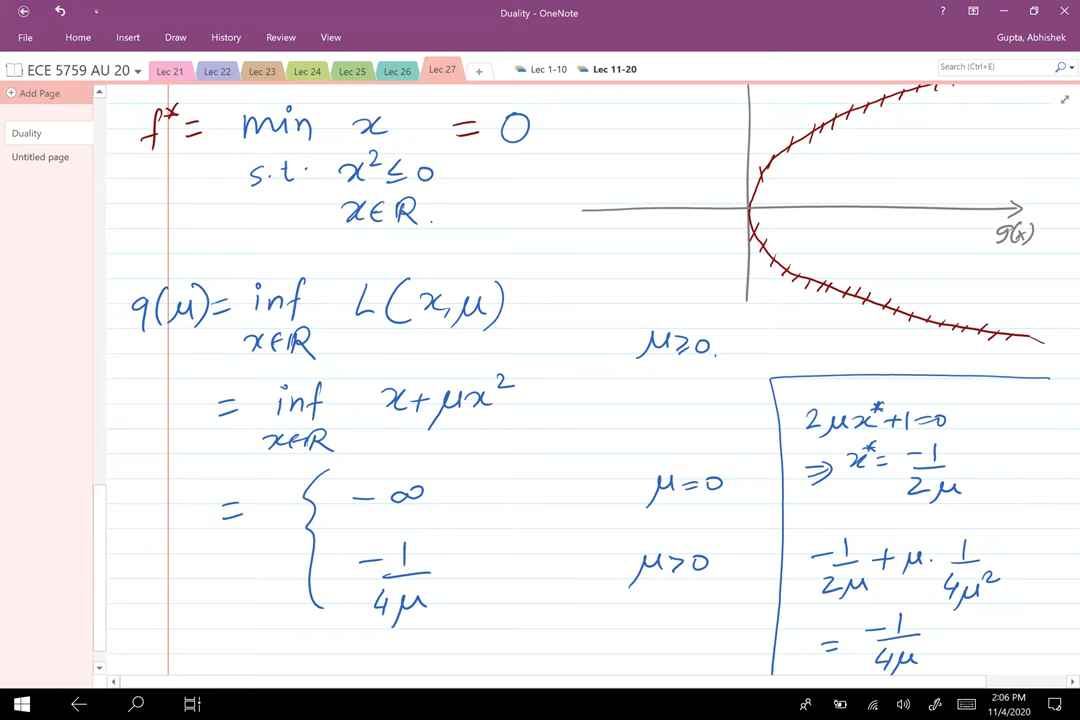 Duality - OneNote
?
File Home Insert Draw History Review View
Gupta, Abhishek
ECE 5759 AU 20
Lec 21 Lec 22 Lec 23 Lec 24 Lec 25 Lec 26 Lec 27 + Lec 1-10 Lec 11-20
Search (Ctrl+E)
Add Page
Duality
Untitled page
f* = min x = 0
s.t. x² ≤ 0
x ∈ ℝ.
g(x)
q(μ) = inf L(x, μ)
x∈ℝ
μ ≥ 0.
= inf x + μx²
x∈ℝ
= { -∞ μ = 0
-1/4μ μ > 0
2μx* + 1 = 0
⇒ x* = -1/2μ
-1/2μ + μ · 1/4μ²
= -1/4μ
2:06 PM
11/4/2020